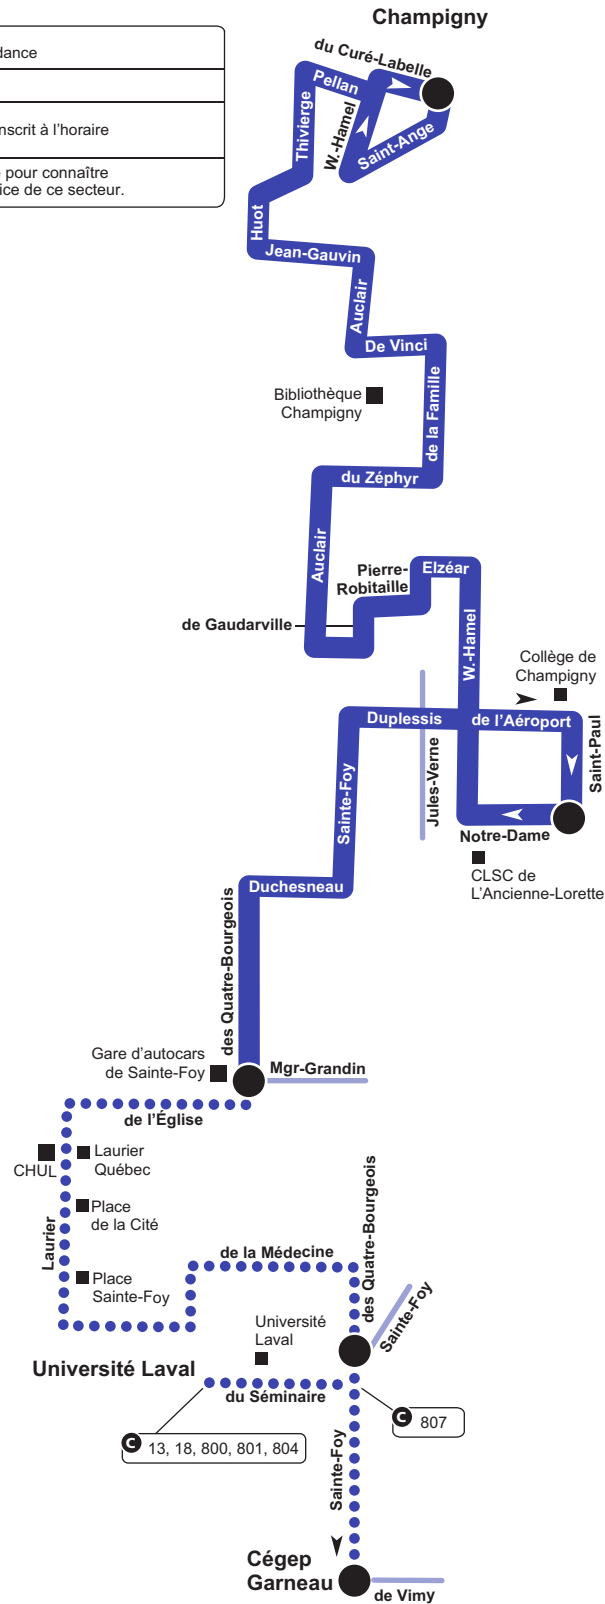 Champigny
dance
nscrit à l'horaire
e pour connaître
ice de ce secteur.
du Curé-Labelle
Pellan
W.-Hamel
Saint-Ange
Thivierge
Huot
Jean-Gauvin
Auclair
De Vinci
Bibliothèque
Champigny
de la Famille
du Zéphyr
Auclair
Pierre-
Robitaille
Elzéar
de Gaudarville
W.-Hamel
Collège de
Champigny
Duplessis
de l'Aéroport
Saint-Paul
Jules-Verne
Sainte-Foy
Notre-Dame
CLSC de
L'Ancienne-Lorette
Duchesneau
des Quatre-Bourgeois
Gare d'autocars
de Sainte-Foy
Mgr-Grandin
de l'Église
CHUL
Laurier
Québec
Place
de la Cité
Laurier
Place
Sainte-Foy
de la Médecine
des Quatre-Bourgeois
Sainte-Foy
Université
Laval
Université Laval
du Séminaire
C 807
C 13, 18, 800, 801, 804
Sainte-Foy
Cégep
Garneau
de Vimy